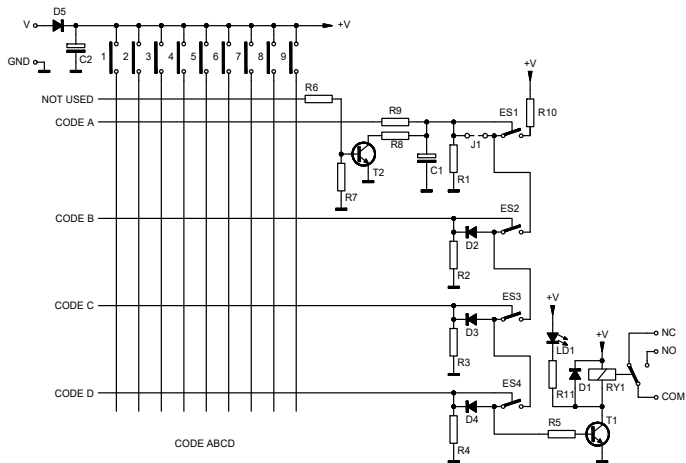 D5
V
+V
GND
C2
1 2 3 4 5 6 7 8 9
NOT USED
R6
CODE A
R9
R8
ES1
+V
R10
J1
C1
R1
T2
R7
CODE B
ES2
D2
R2
CODE C
ES3
D3
R3
+V
LD1
+V
NC
NO
COM
R11
D1
RY1
CODE D
ES4
D4
R4
R5
T1
CODE ABCD